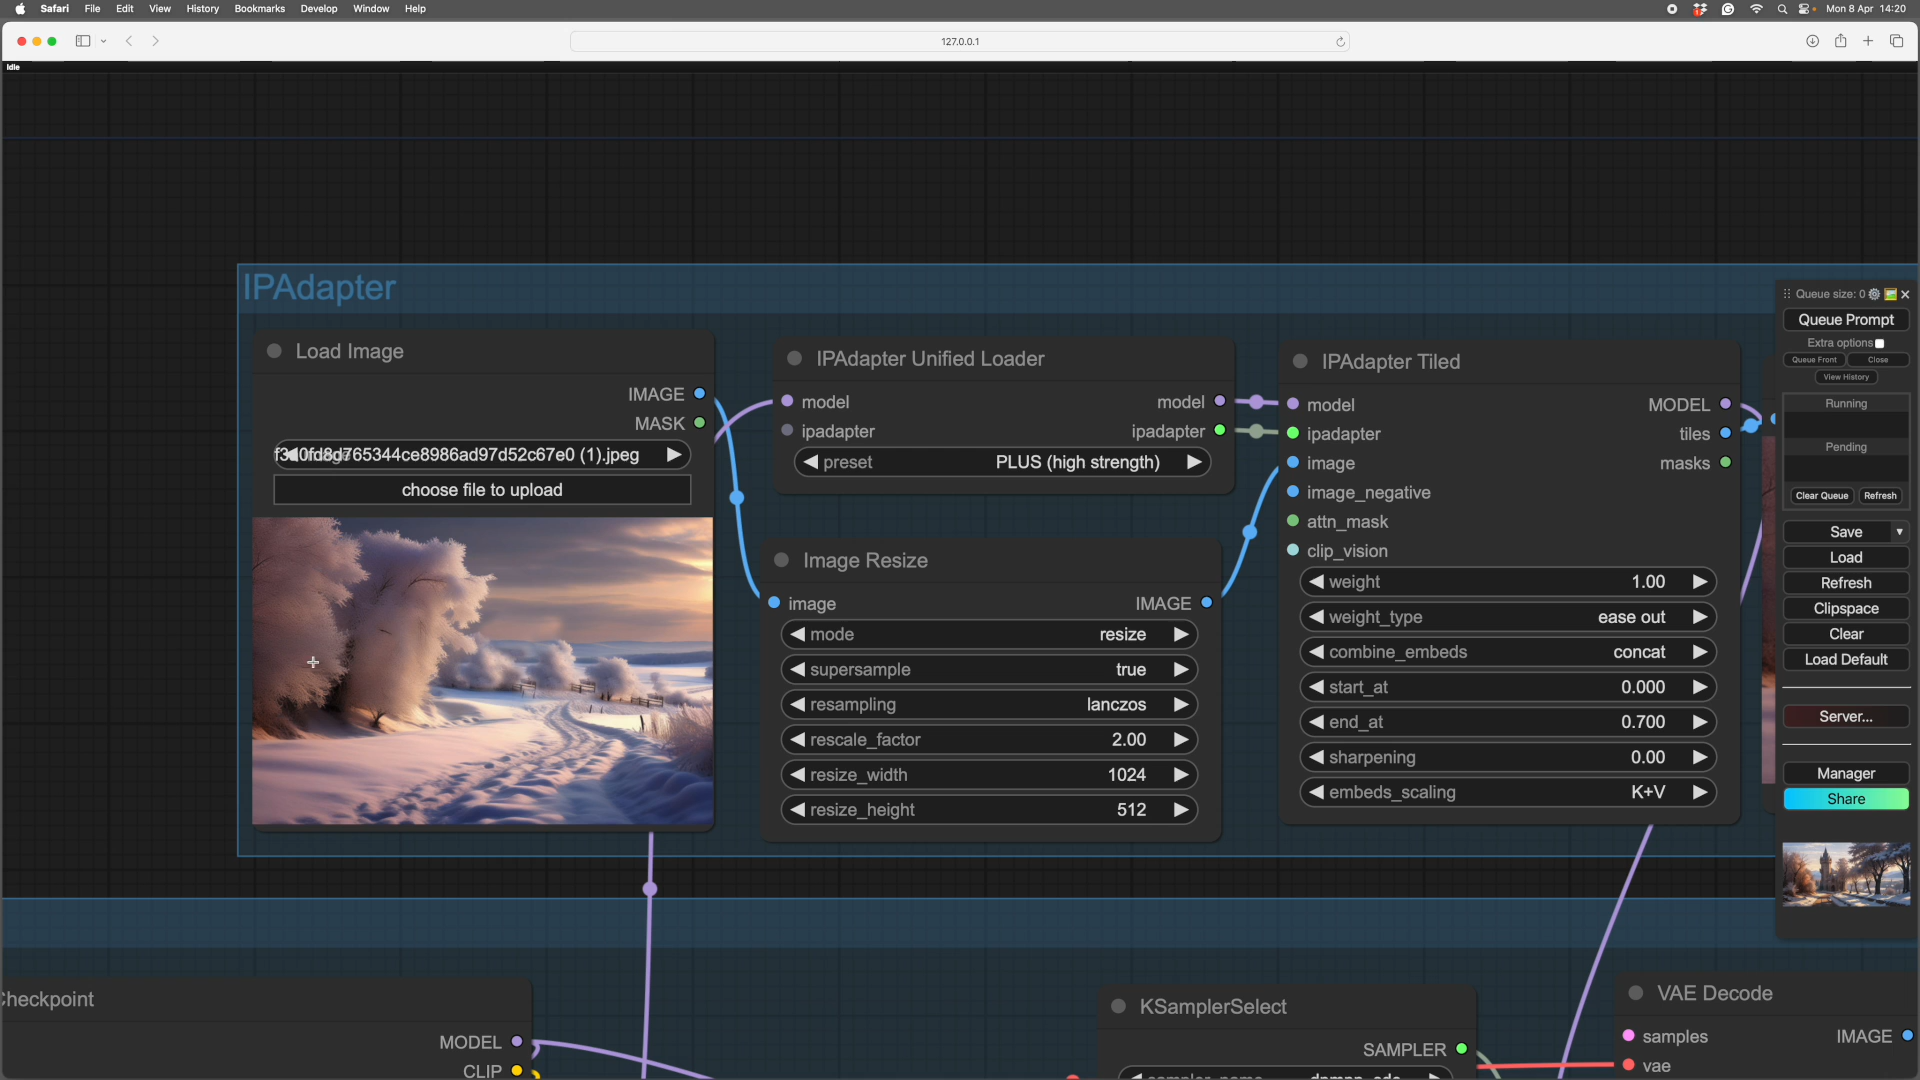 Safari File Edit View History Bookmarks Develop Window Help
Mon 8 Apr 14:20
127.0.0.1
Idle
IPAdapter
Load Image
IMAGE
MASK
fd8d765344ce8986ad97d52c67e0 (1).jpeg
choose file to upload
IPAdapter Unified Loader
model model
ipadapter ipadapter
preset PLUS (high strength)
Image Resize
image IMAGE
mode resize
supersample true
resampling lanczos
rescale_factor 2.00
resize_width 1024
resize_height 512
IPAdapter Tiled
model MODEL
ipadapter tiles
image masks
image_negative
attn_mask
clip_vision
weight 1.00
weight_type ease out
combine_embeds concat
start_at 0.000
end_at 0.700
sharpening 0.00
embeds_scaling K+V
Queue size: 0
Queue Prompt
Extra options
Queue Front Close
View History
Running
Pending
Clear Queue Refresh
Save
Load
Refresh
Clipspace
Clear
Load Default
Server...
Manager
Share
Checkpoint
MODEL
CLIP
KSamplerSelect
SAMPLER
VAE Decode
samples IMAGE
vae